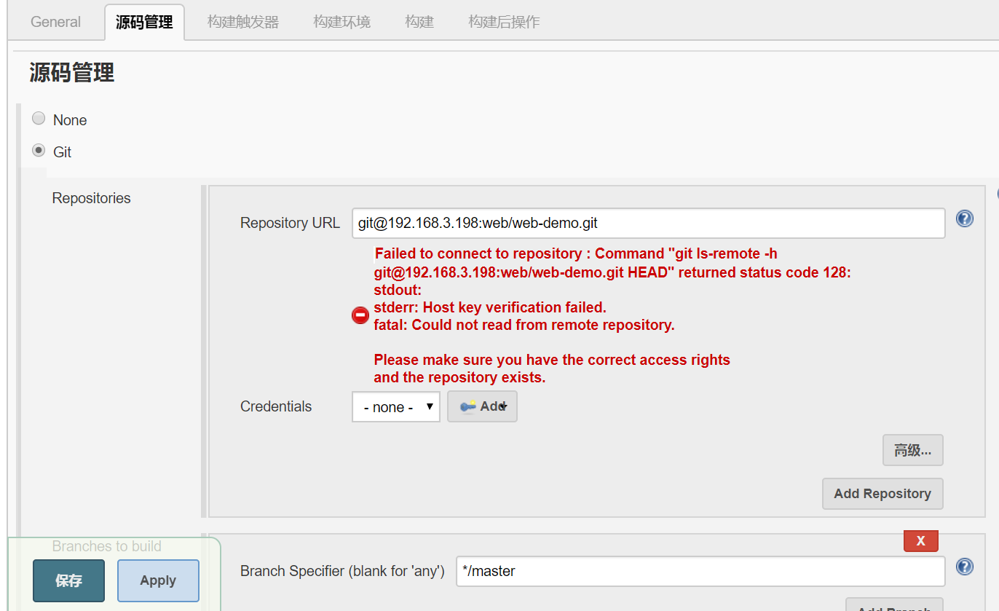 General 源码管理 构建触发器 构建环境 构建 构建后操作
源码管理
None
Git
Repositories
Repository URL git@192.168.3.198:web/web-demo.git
Failed to connect to repository : Command "git ls-remote -h
git@192.168.3.198:web/web-demo.git HEAD" returned status code 128:
stdout:
stderr: Host key verification failed.
fatal: Could not read from remote repository.
Please make sure you have the correct access rights
and the repository exists.
Credentials - none - Add
高级...
Add Repository
Branches to build
X
Branch Specifier (blank for 'any') */master
保存 Apply
Add Branch